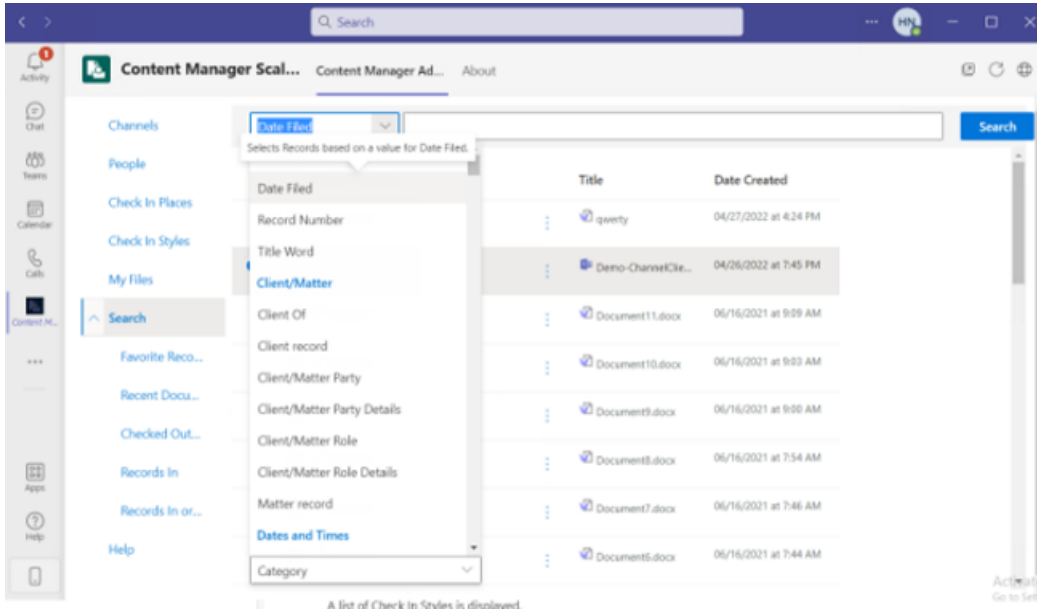 Search
HN
1
Activity
Chat
Teams
Calendar
Calls
Content M...
Apps
Help
Content Manager Scal...
Content Manager Ad...
About
Channels
People
Check In Places
Check In Styles
My Files
Search
Favorite Reco...
Recent Docu...
Checked Out...
Records In
Records In or...
Help
Date Filed
Search
Selects Records based on a value for Date Filed.
Date Filed
Record Number
Title Word
Client/Matter
Client Of
Client record
Client/Matter Party
Client/Matter Party Details
Client/Matter Role
Client/Matter Role Details
Matter record
Dates and Times
Category
Title Date Created
qwerty 04/27/2022 at 4:24 PM
Demo-ChannelClie... 04/26/2022 at 7:45 PM
Document11.docx 06/16/2021 at 9:09 AM
Document10.docx 06/16/2021 at 9:03 AM
Document9.docx 06/16/2021 at 9:00 AM
Document8.docx 06/16/2021 at 7:54 AM
Document7.docx 06/16/2021 at 7:46 AM
Document6.docx 06/16/2021 at 7:44 AM
A list of Check In Styles is displayed.
Activat
Go to Set